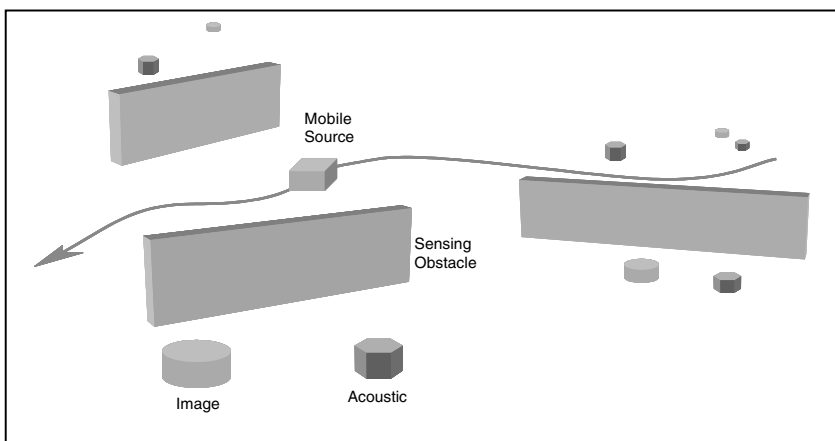 Mobile
Source
Sensing
Obstacle
Image
Acoustic